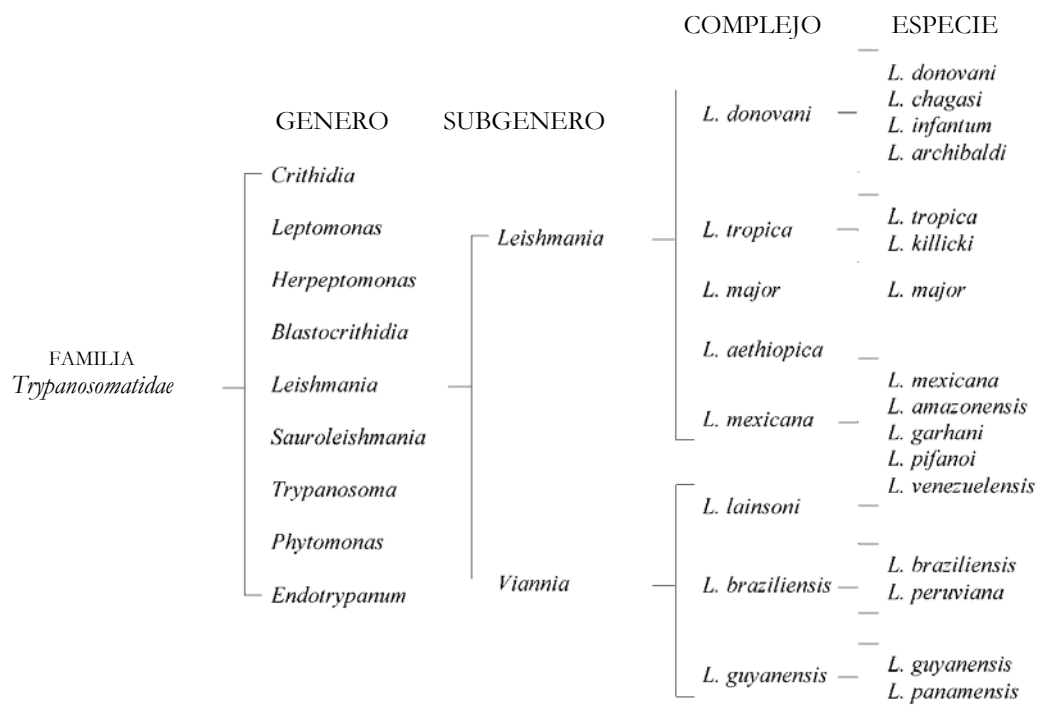 COMPLEJO
ESPECIE
GENERO
SUBGENERO
FAMILIA
Trypanosomatidae
Crithidia
Leptomonas
Herpeptomonas
Blastocrithidia
Leishmania
Sauroleishmania
Trypanosoma
Phytomonas
Endotrypanum
Leishmania
Viannia
L. donovani
L. tropica
L. major
L. aethiopica
L. mexicana
L. lainsoni
L. braziliensis
L. guyanensis
L. donovani
L. chagasi
L. infantum
L. archibaldi
L. tropica
L. killicki
L. major
L. mexicana
L. amazonensis
L. garhani
L. pifanoi
L. venezuelensis
L. braziliensis
L. peruviana
L. guyanensis
L. panamensis